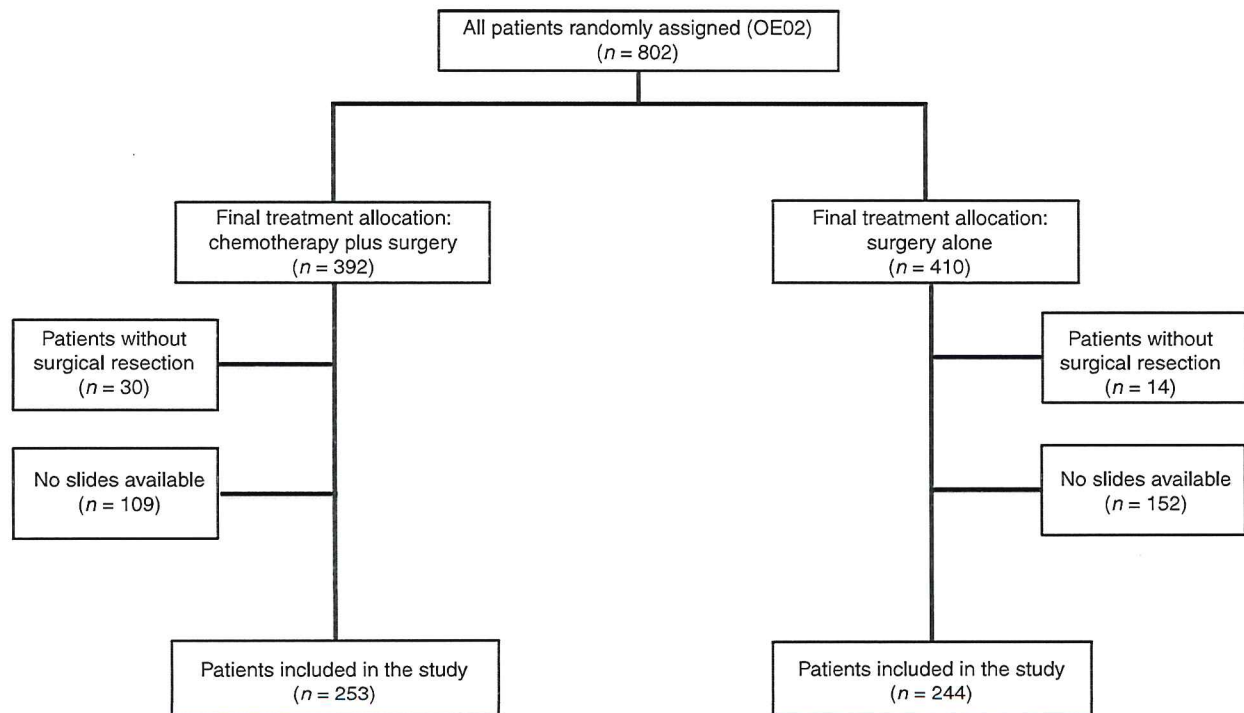 All patients randomly assigned (OE02)
(n = 802)
Final treatment allocation:
chemotherapy plus surgery
(n = 392)
Final treatment allocation:
surgery alone
(n = 410)
Patients without
surgical resection
(n = 30)
Patients without
surgical resection
(n = 14)
No slides available
(n = 109)
No slides available
(n = 152)
Patients included in the study
(n = 253)
Patients included in the study
(n = 244)